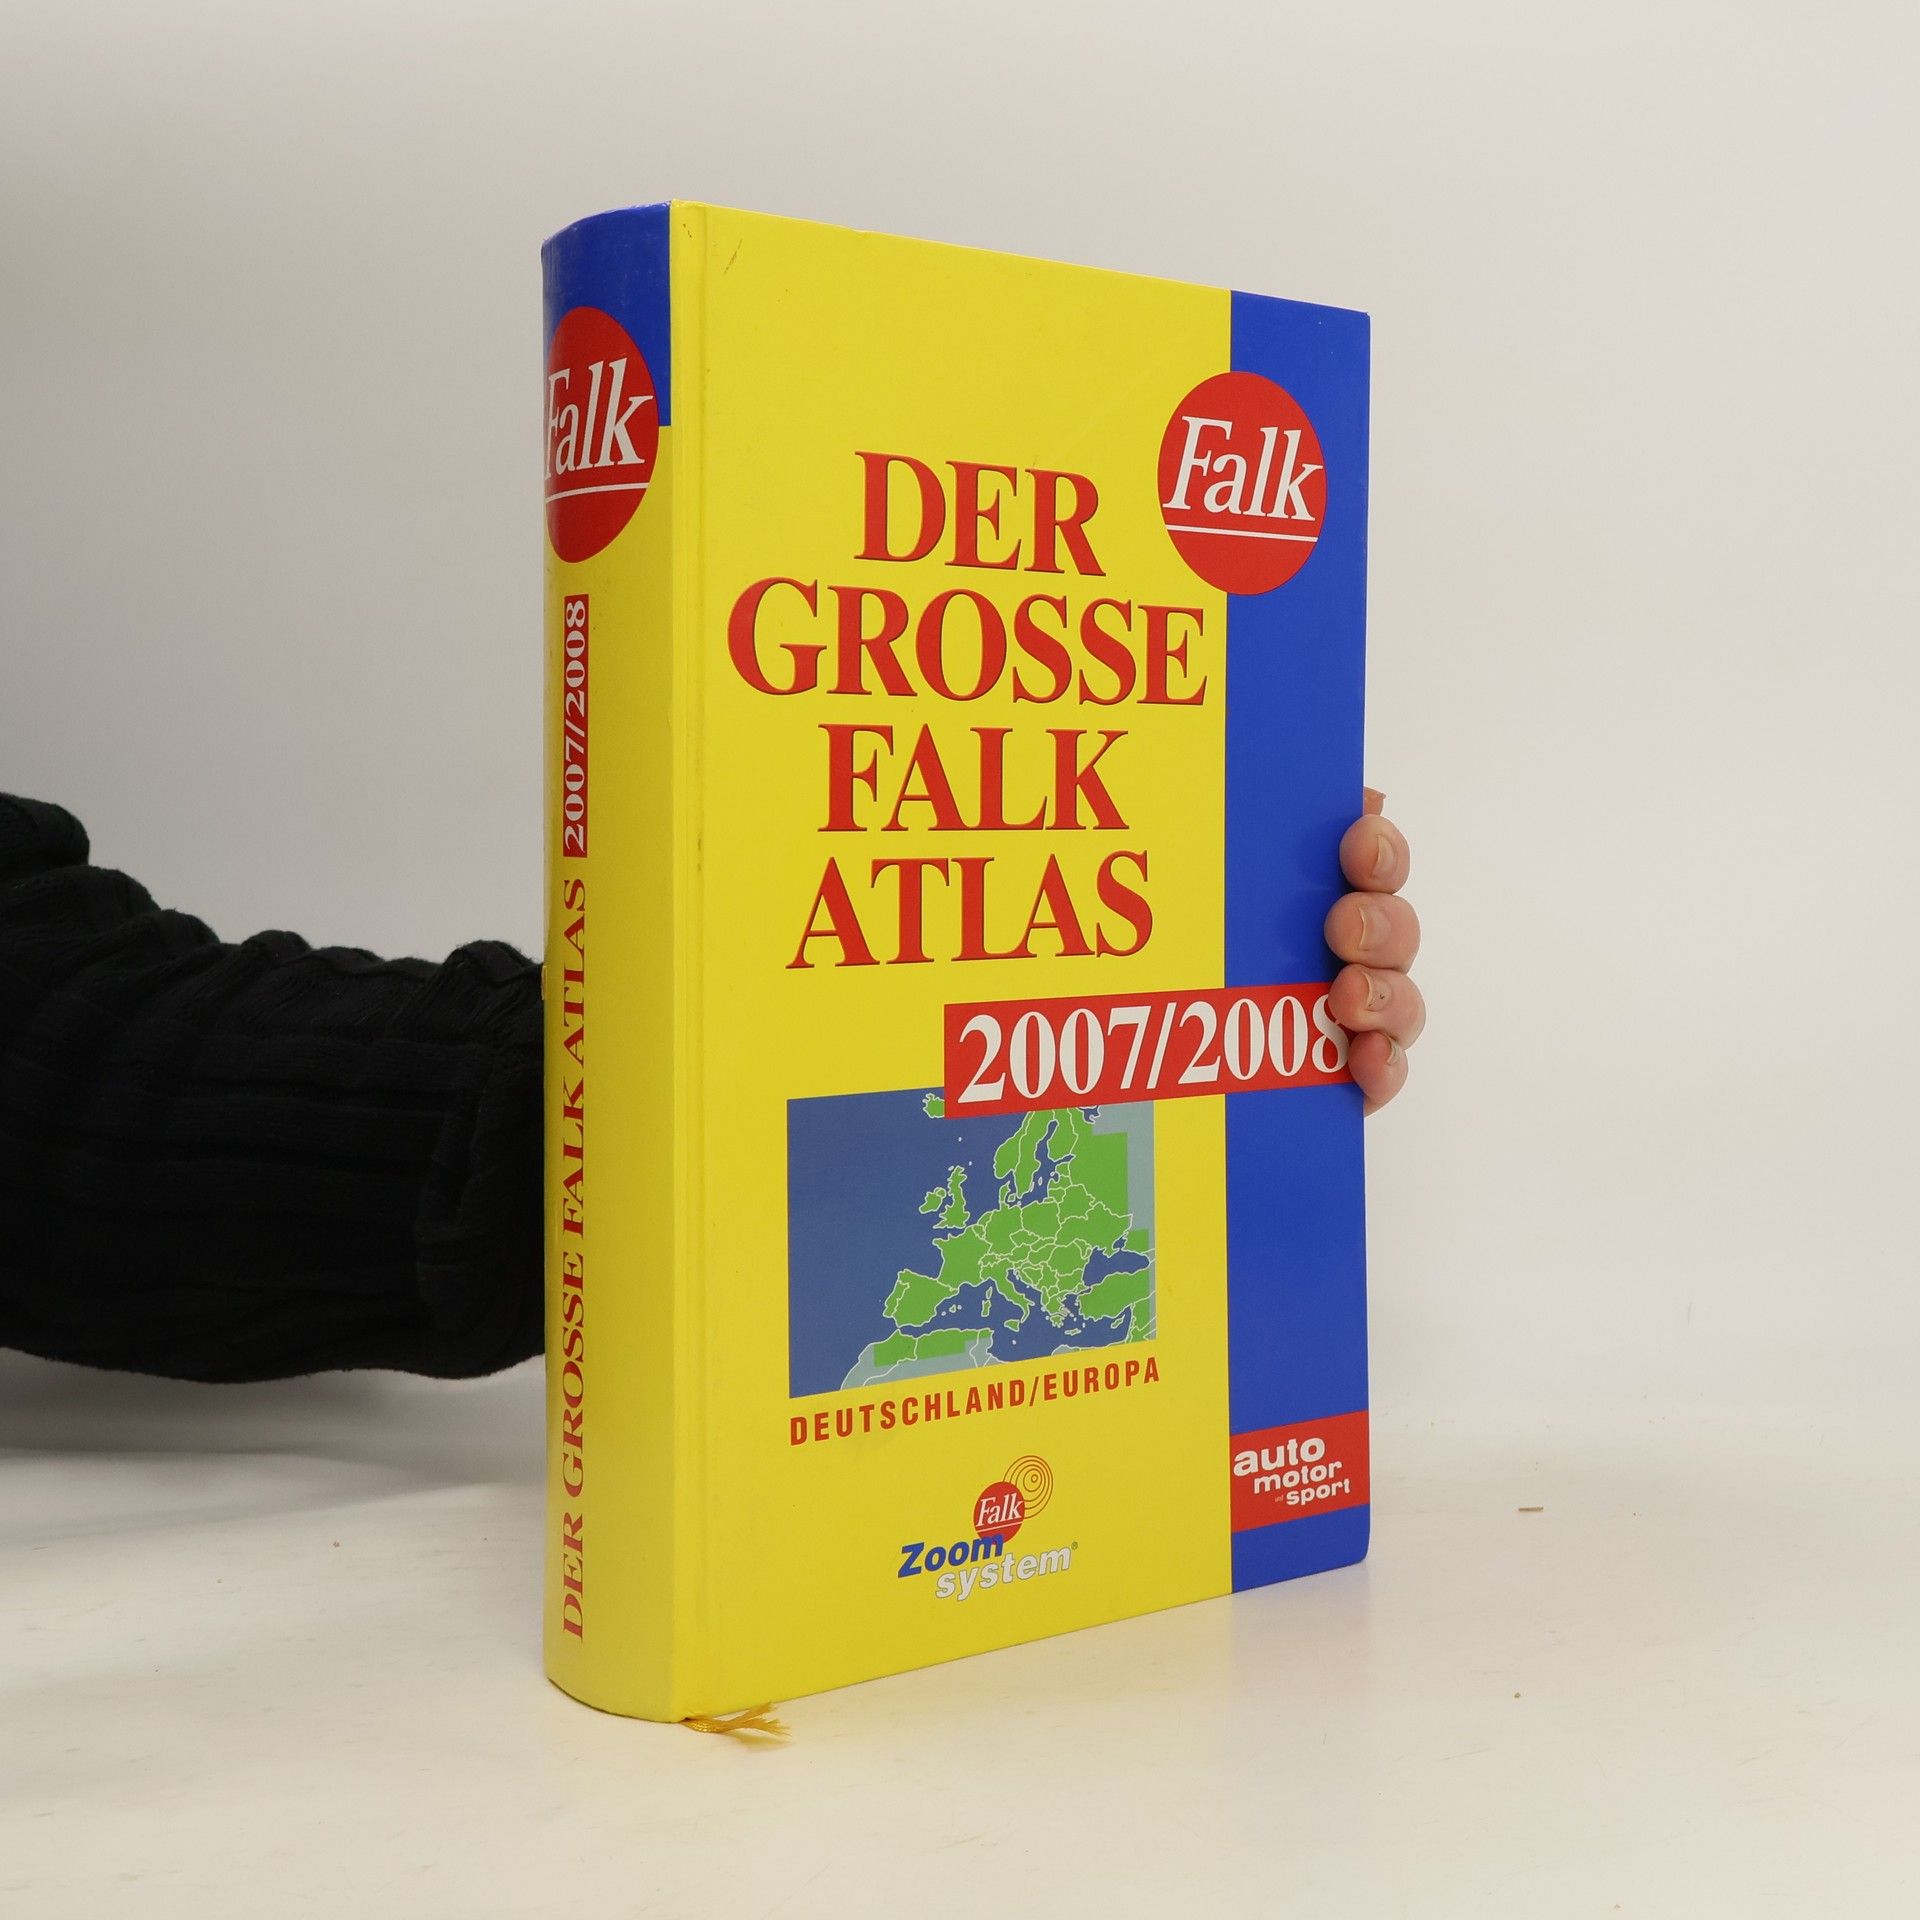 Falk
DER GROSSE FALK ATLAS 2007/2008
Falk
DER
GROSSE
FALK
ATLAS
2007/2008
DEUTSCHLAND/EUROPA
Falk
Zoom
system®
auto
motor
und sport